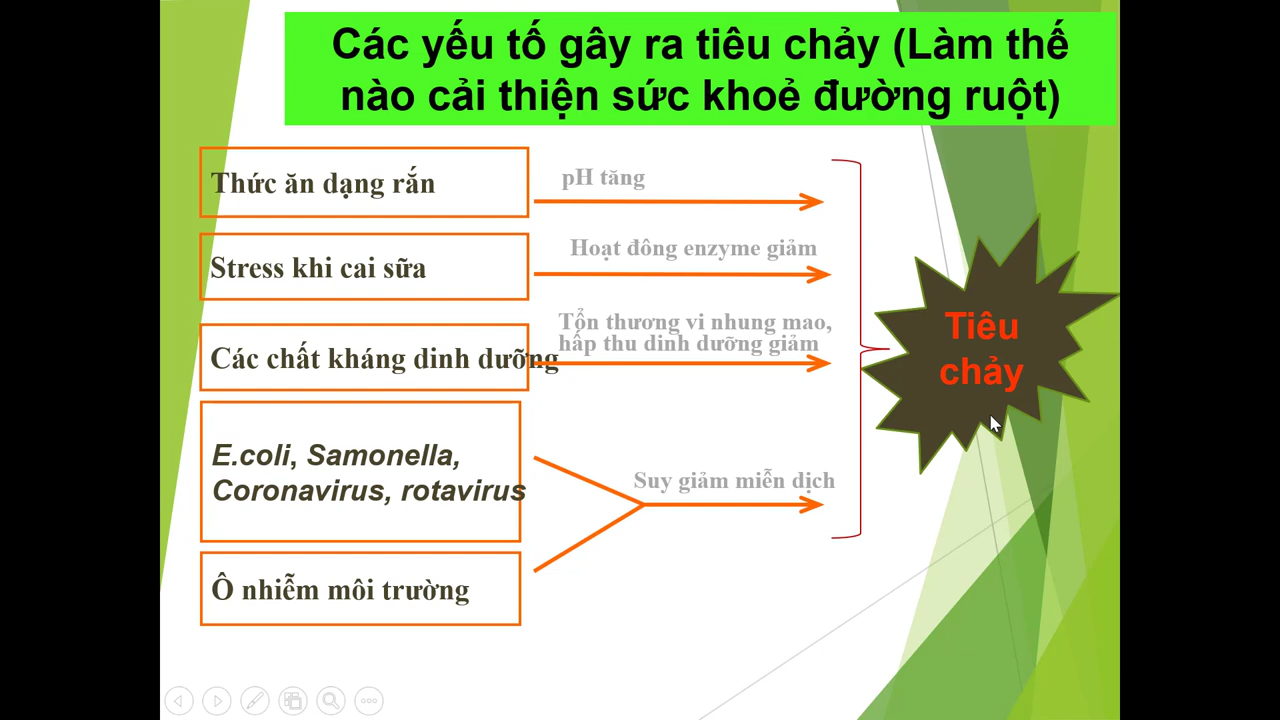 Các yếu tố gây ra tiêu chảy (Làm thế
nào cải thiện sức khoẻ đường ruột)
Thức ăn dạng rắn
pH tăng
Stress khi cai sữa
Hoạt đông enzyme giảm
Các chất kháng dinh dưỡng
Tổn thương vi nhung mao,
hấp thu dinh dưỡng giảm
E.coli, Samonella,
Coronavirus, rotavirus
Suy giảm miễn dịch
Ô nhiễm môi trường
Tiêu
chảy